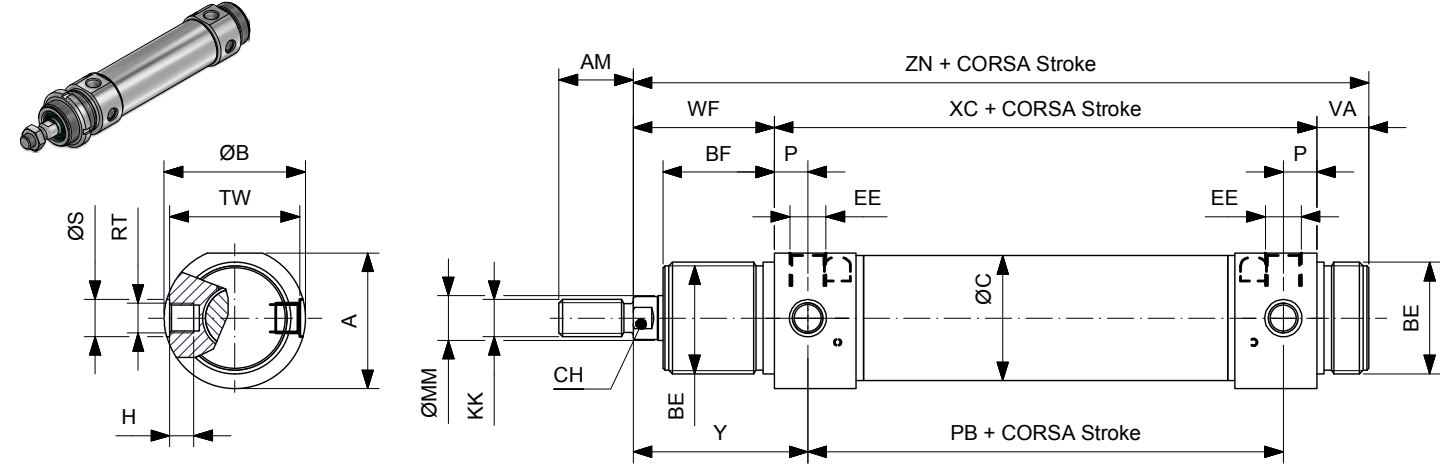 AM
ZN + CORSA Stroke
WF
XC + CORSA Stroke
VA
ØB
BF
P
P
TW
EE
EE
ØS
RT
A
ØC
BE
ØMM
KK
CH
BE
H
Y
PB + CORSA Stroke